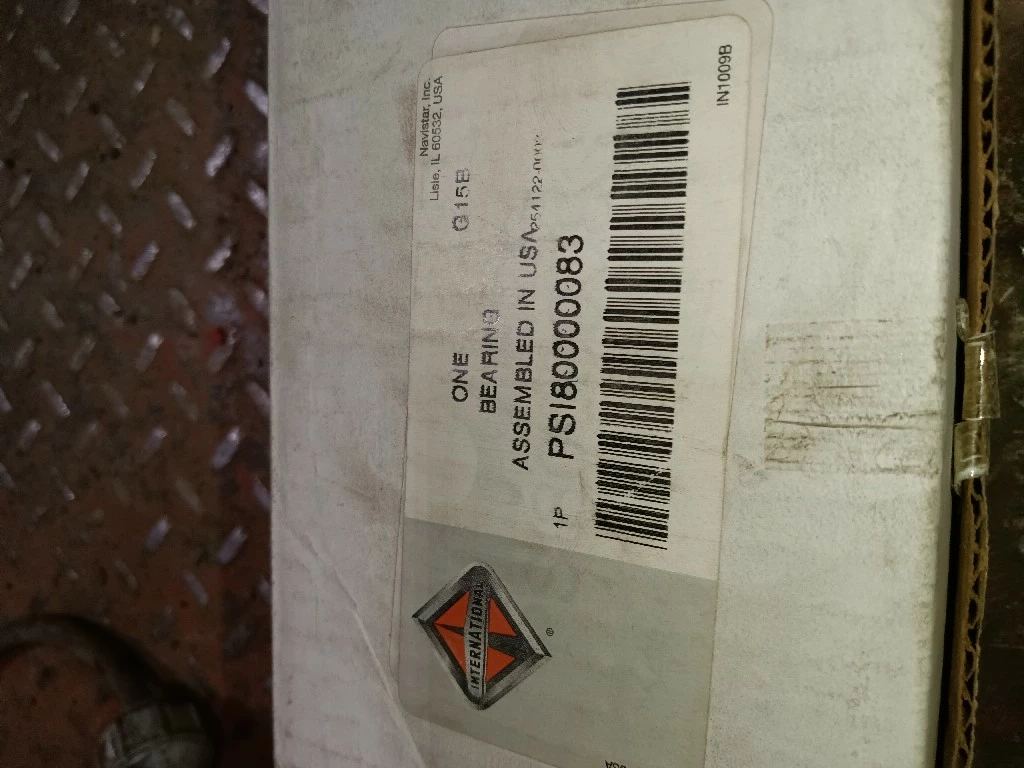 Navistar, Inc.
Lisle, IL 60532, USA
ONE
G15B
BEARING
ASSEMBLED IN USA
1P
PSI80000083
IN1009B
INTERNATIONAL
®